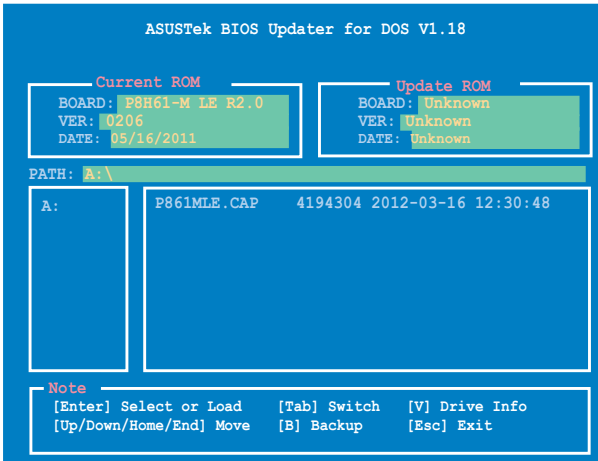 ASUSTek BIOS Updater for DOS V1.18
Current ROM
BOARD: P8H61-M LE R2.0
VER: 0206
DATE: 05/16/2011
Update ROM
BOARD: Unknown
VER: Unknown
DATE: Unknown
PATH: A:\
A:
P861MLE.CAP 4194304 2012-03-16 12:30:48
Note
[Enter] Select or Load [Tab] Switch [V] Drive Info
[Up/Down/Home/End] Move [B] Backup [Esc] Exit